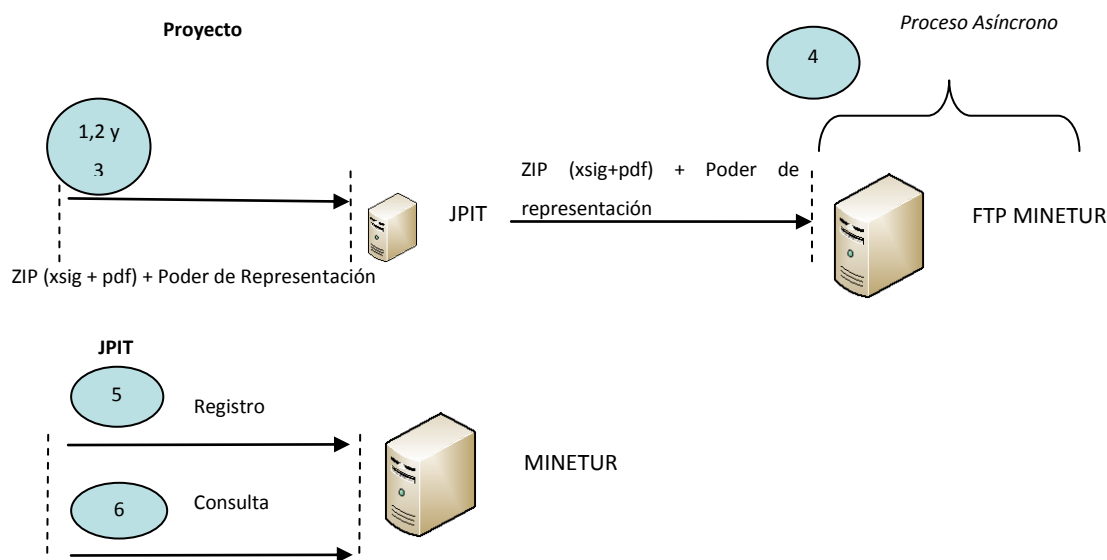 Proyecto
Proceso Asíncrono
4
1,2 y
3
ZIP (xsig+pdf) + Poder de
representación
JPIT
FTP MINETUR
ZIP (xsig + pdf) + Poder de Representación
JPIT
5
Registro
MINETUR
6
Consulta